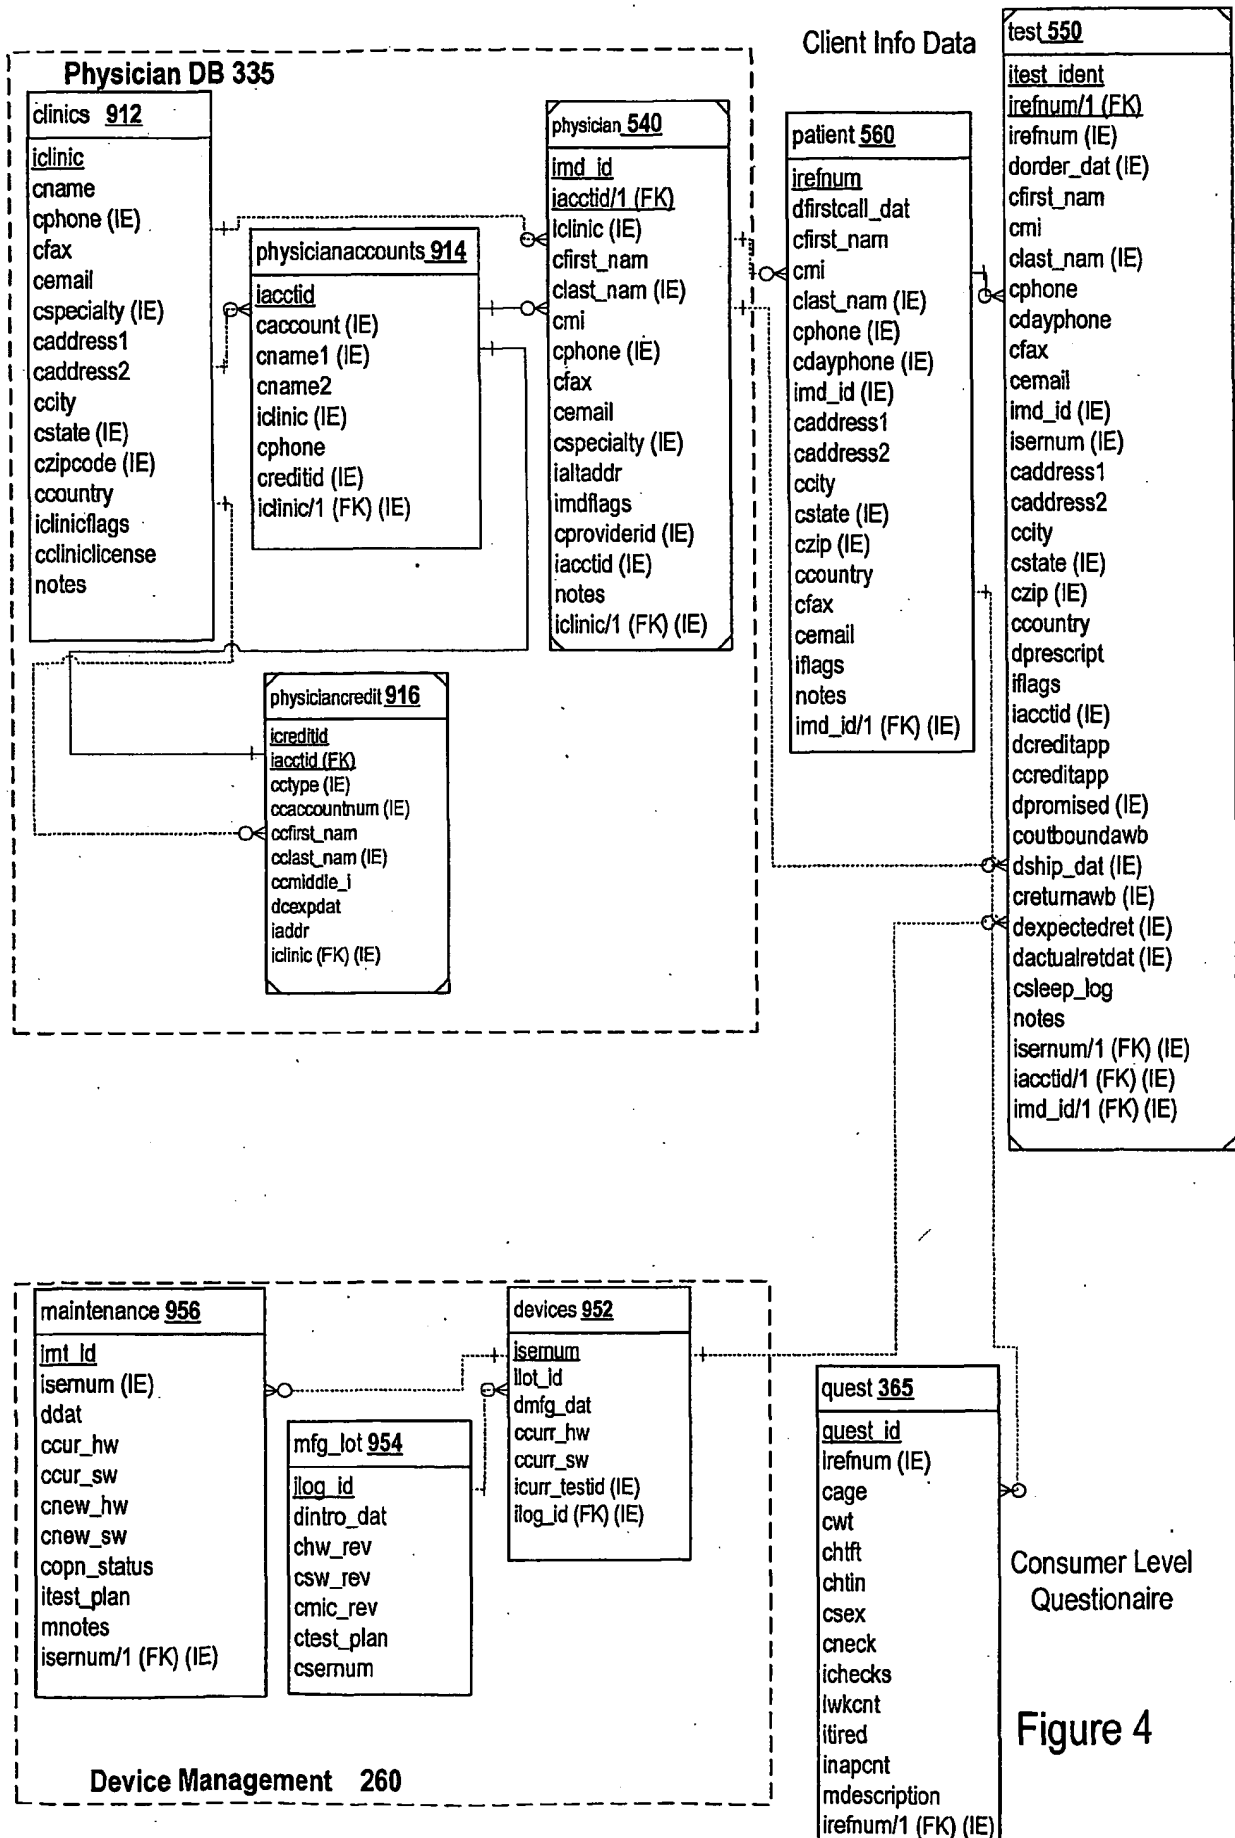 Physician DB 335
clinics 912
iclinic
cname
cphone (IE)
cfax
cemail
cspecialty (IE)
caddress1
caddress2
ccity
cstate (IE)
czipcode (IE)
ccountry
iclinicflags
ccliniclicense
notes
physicianaccounts 914
iacctid
caccount (IE)
cname1 (IE)
cname2
iclinic (IE)
cphone
creditid (IE)
iclinic/1 (FK) (IE)
physician 540
imd_id
iacctid/1 (FK)
iclinic (IE)
cfirst_nam
clast_nam (IE)
cmi
cphone (IE)
cfax
cemail
cspecialty (IE)
ialtaddr
imdflags
cproviderid (IE)
iacctid (IE)
notes
iclinic/1 (FK) (IE)
physiciancredit 916
icreditid
iacctid (FK)
cctype (IE)
ccaccountnum (IE)
ccfirst_nam
cclast_nam (IE)
ccmiddle_i
dcexpdat
iaddr
iclinic (FK) (IE)
Client Info Data
patient 560
irefnum
dfirstcall_dat
cfirst_nam
cmi
clast_nam (IE)
cphone (IE)
cdayphone (IE)
imd_id (IE)
caddress1
caddress2
ccity
cstate (IE)
czip (IE)
ccountry
cfax
cemail
iflags
notes
imd_id/1 (FK) (IE)
test 550
itest_ident
irefnum/1 (FK)
irefnum (IE)
dorder_dat (IE)
cfirst_nam
cmi
clast_nam (IE)
cphone
cdayphone
cfax
cemail
imd_id (IE)
isernum (IE)
caddress1
caddress2
ccity
cstate (IE)
czip (IE)
ccountry
dprescript
iflags
iacctid (IE)
dcreditapp
ccreditapp
dpromised (IE)
coutboundawb
dship_dat (IE)
creturnawb (IE)
dexpectedret (IE)
dactualretdat (IE)
csleep_log
notes
isernum/1 (FK) (IE)
iacctid/1 (FK) (IE)
imd_id/1 (FK) (IE)
maintenance 956
imt_id
isernum (IE)
ddat
ccur_hw
ccur_sw
cnew_hw
cnew_sw
copn_status
itest_plan
mnotes
isernum/1 (FK) (IE)
mfg_lot 954
ilog_id
dintro_dat
chw_rev
csw_rev
cmic_rev
ctest_plan
csernum
devices 952
isernum
ilot_id
dmfg_dat
ccurr_hw
ccurr_sw
icurr_testid (IE)
ilog_id (FK) (IE)
Device Management 260
quest 365
quest_id
irefnum (IE)
cage
cwt
chtft
chtin
csex
cneck
ichecks
iwkcnt
itired
inapcnt
mdescription
irefnum/1 (FK) (IE)
Consumer Level
Questionaire
Figure 4